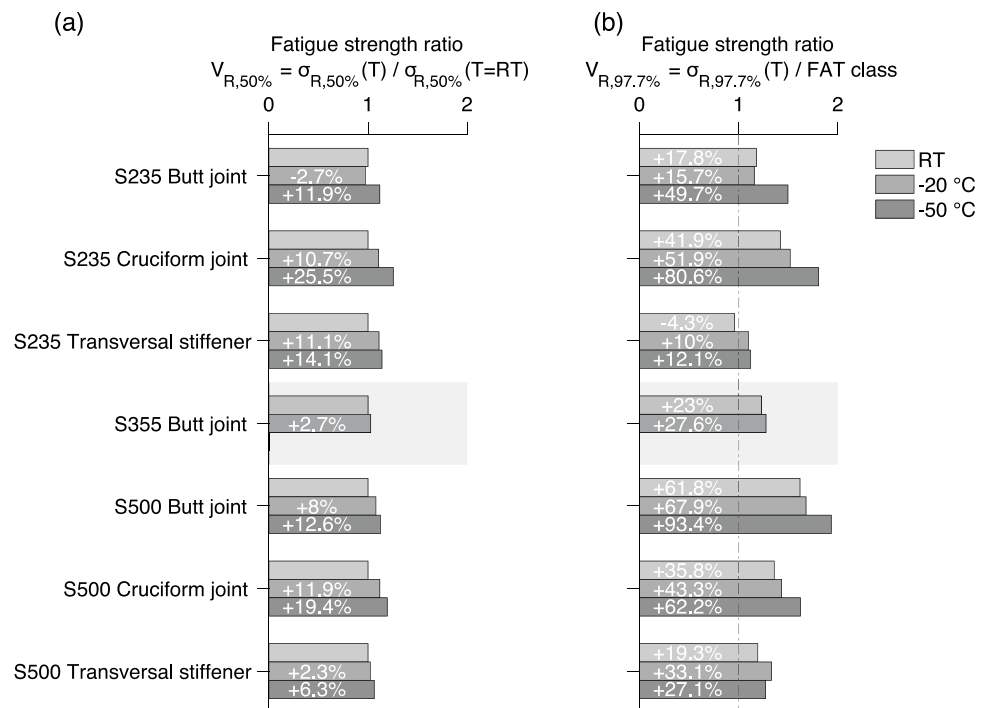 (a)
Fatigue strength ratio
V_R,50% = σ_R,50%(T) / σ_R,50%(T=RT)
0 1 2
(b)
Fatigue strength ratio
V_R,97.7% = σ_R,97.7%(T) / FAT class
0 1 2
RT
-20 °C
-50 °C
S235 Butt joint
-2.7%
+11.9%
+17.8%
+15.7%
+49.7%
S235 Cruciform joint
+10.7%
+25.5%
+41.9%
+51.9%
+80.6%
S235 Transversal stiffener
+11.1%
+14.1%
-4.3%
+10%
+12.1%
S355 Butt joint
+2.7%
+23%
+27.6%
S500 Butt joint
+8%
+12.6%
+61.8%
+67.9%
+93.4%
S500 Cruciform joint
+11.9%
+19.4%
+35.8%
+43.3%
+62.2%
S500 Transversal stiffener
+2.3%
+6.3%
+19.3%
+33.1%
+27.1%